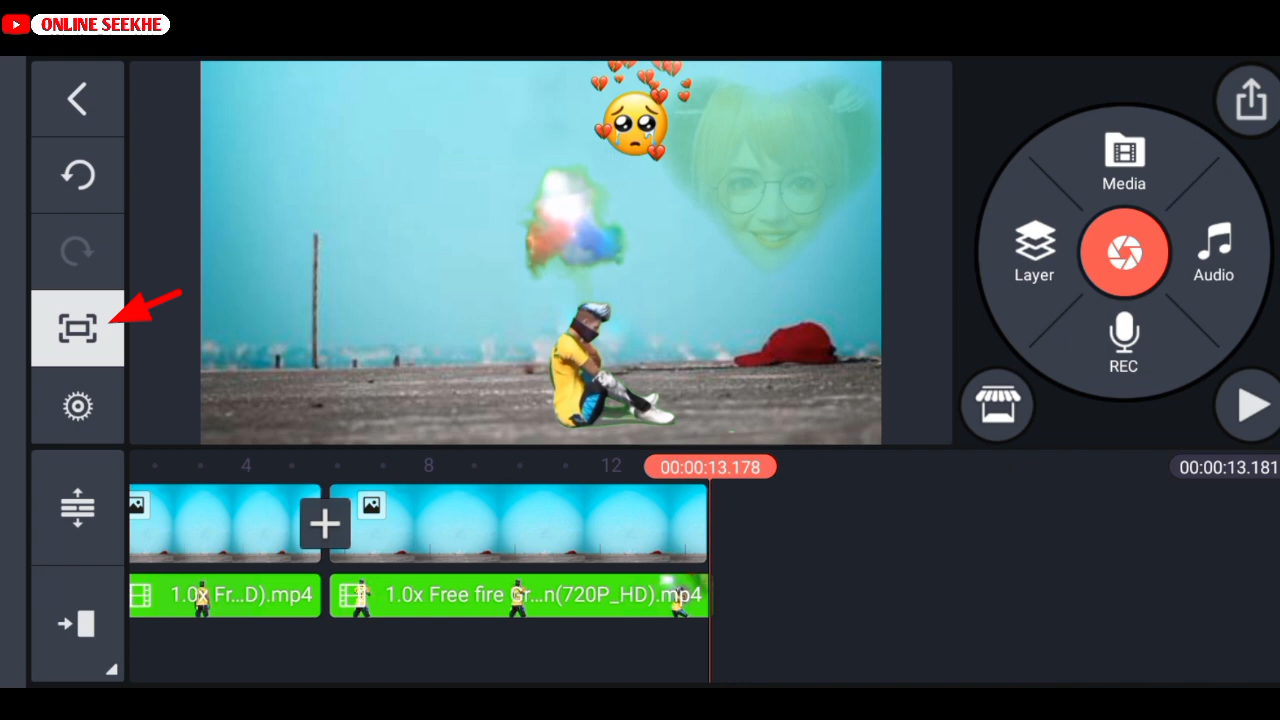 ONLINE SEEKHE
Media
Layer
Audio
REC
4
8
12
00:00:13.178
00:00:13.181
1.0x Fr...D).mp4
1.0x Free fire Gr...n(720P_HD).mp4